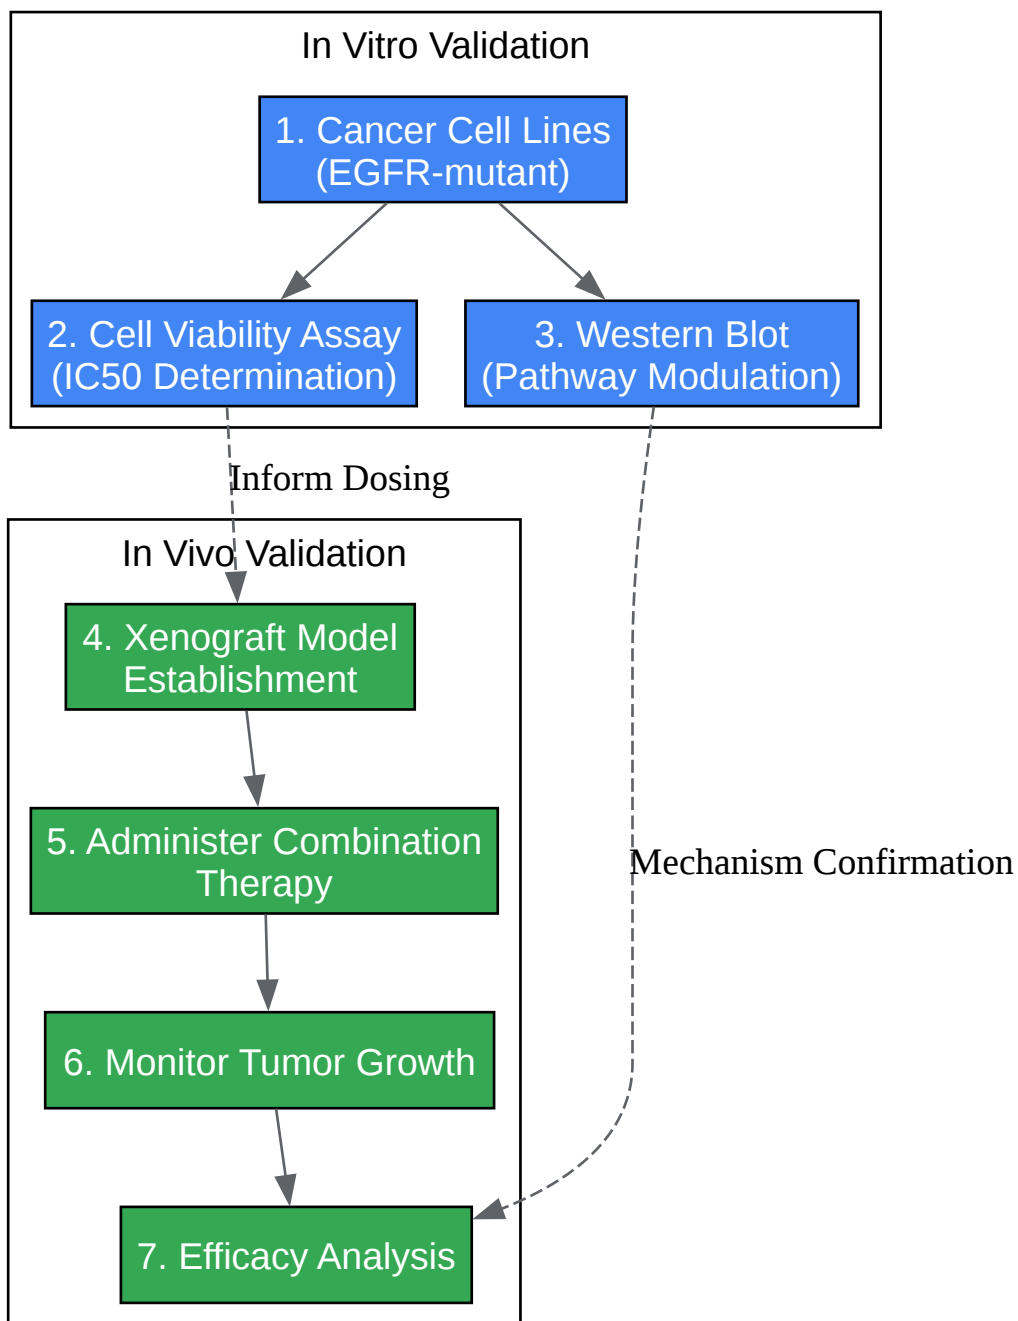 In Vitro Validation
1. Cancer Cell Lines
(EGFR-mutant)
2. Cell Viability Assay
(IC50 Determination)
3. Western Blot
(Pathway Modulation)
Inform Dosing
In Vivo Validation
4. Xenograft Model
Establishment
5. Administer Combination
Therapy
Mechanism Confirmation
6. Monitor Tumor Growth
7. Efficacy Analysis